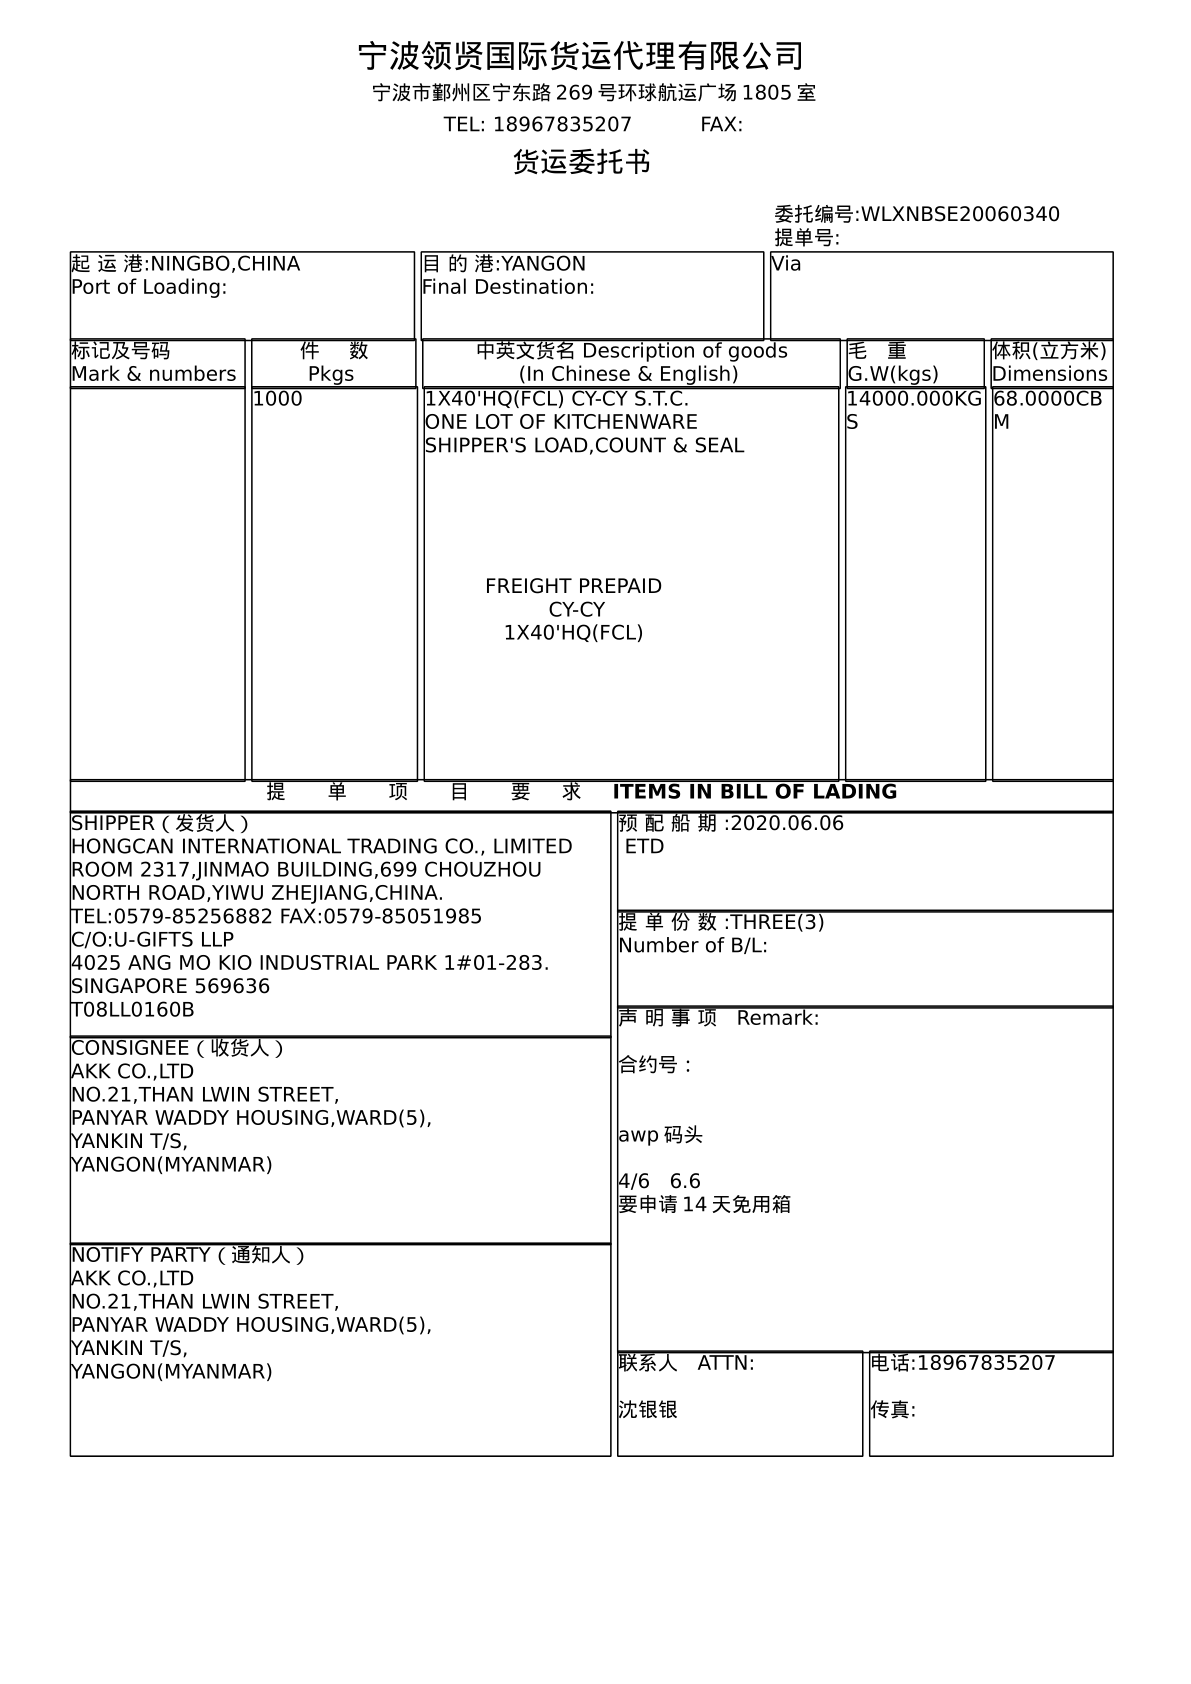 宁波领贤国际货运代理有限公司
宁波市鄞州区宁东路 269 号环球航运广场 1805 室
TEL: 18967835207 FAX:
货运委托书
委托编号:WLXNBSE20060340
提单号:
起 运 港:NINGBO,CHINA
Port of Loading:
目 的 港:YANGON
Final Destination:
Via
标记及号码
Mark & numbers
件 数
Pkgs
中英文货名 Description of goods
(In Chinese & English)
毛 重
G.W(kgs)
体积(立方米)
Dimensions
1000
1X40'HQ(FCL) CY-CY S.T.C.
ONE LOT OF KITCHENWARE
SHIPPER'S LOAD,COUNT & SEAL
FREIGHT PREPAID
CY-CY
1X40'HQ(FCL)
14000.000KG
S
68.0000CB
M
提 单 项 目 要 求 ITEMS IN BILL OF LADING
SHIPPER（发货人）
HONGCAN INTERNATIONAL TRADING CO., LIMITED
ROOM 2317,JINMAO BUILDING,699 CHOUZHOU
NORTH ROAD,YIWU ZHEJIANG,CHINA.
TEL:0579-85256882 FAX:0579-85051985
C/O:U-GIFTS LLP
4025 ANG MO KIO INDUSTRIAL PARK 1#01-283.
SINGAPORE 569636
T08LL0160B
CONSIGNEE（收货人）
AKK CO.,LTD
NO.21,THAN LWIN STREET,
PANYAR WADDY HOUSING,WARD(5),
YANKIN T/S,
YANGON(MYANMAR)
NOTIFY PARTY（通知人）
AKK CO.,LTD
NO.21,THAN LWIN STREET,
PANYAR WADDY HOUSING,WARD(5),
YANKIN T/S,
YANGON(MYANMAR)
预 配 船 期 :2020.06.06
ETD
提 单 份 数 :THREE(3)
Number of B/L:
声 明 事 项 Remark:
合约号：
awp 码头
4/6 6.6
要申请 14 天免用箱
联系人 ATTN:
沈银银
电话:18967835207
传真: